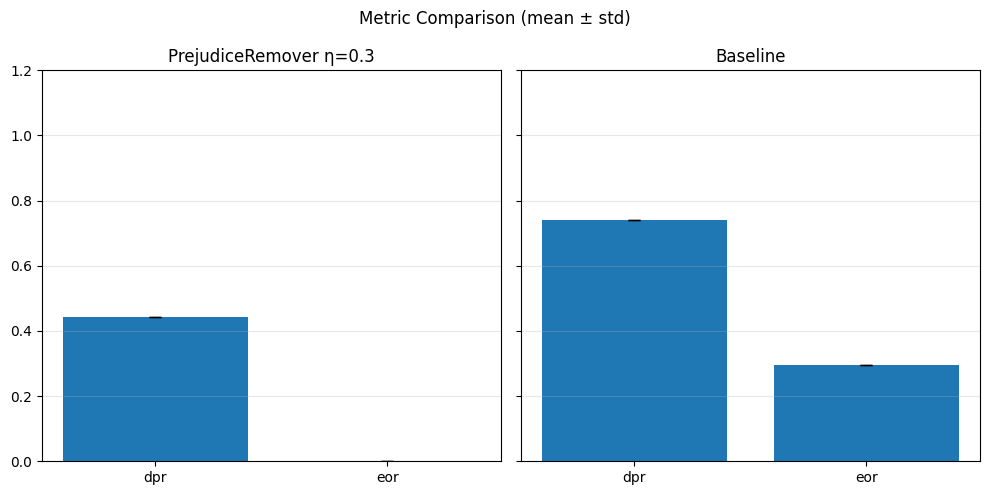 Metric Comparison (mean ± std)
PrejudiceRemover η=0.3
Baseline
1.2
1.0
0.8
0.6
0.4
0.2
0.0
dpr
eor
dpr
eor